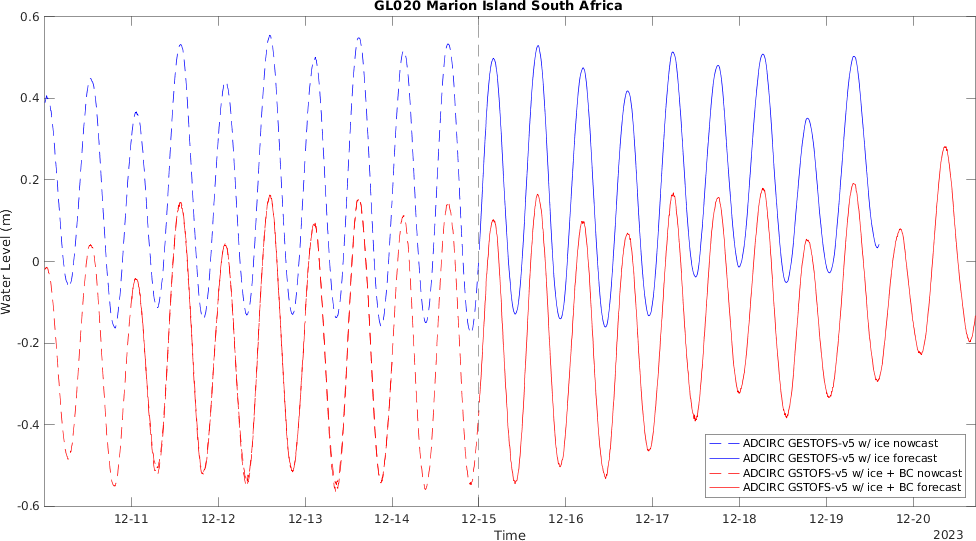 GL020 Marion Island South Africa
0.6
0.4
0.2
0
-0.2
-0.4
-0.6
Water Level (m)
ADCIRC GESTOFS-v5 w/ ice nowcast
ADCIRC GESTOFS-v5 w/ ice forecast
ADCIRC GSTOFS-v5 w/ ice + BC nowcast
ADCIRC GSTOFS-v5 w/ ice + BC forecast
12-11 12-12 12-13 12-14 12-15 12-16 12-17 12-18 12-19 12-20
Time
2023